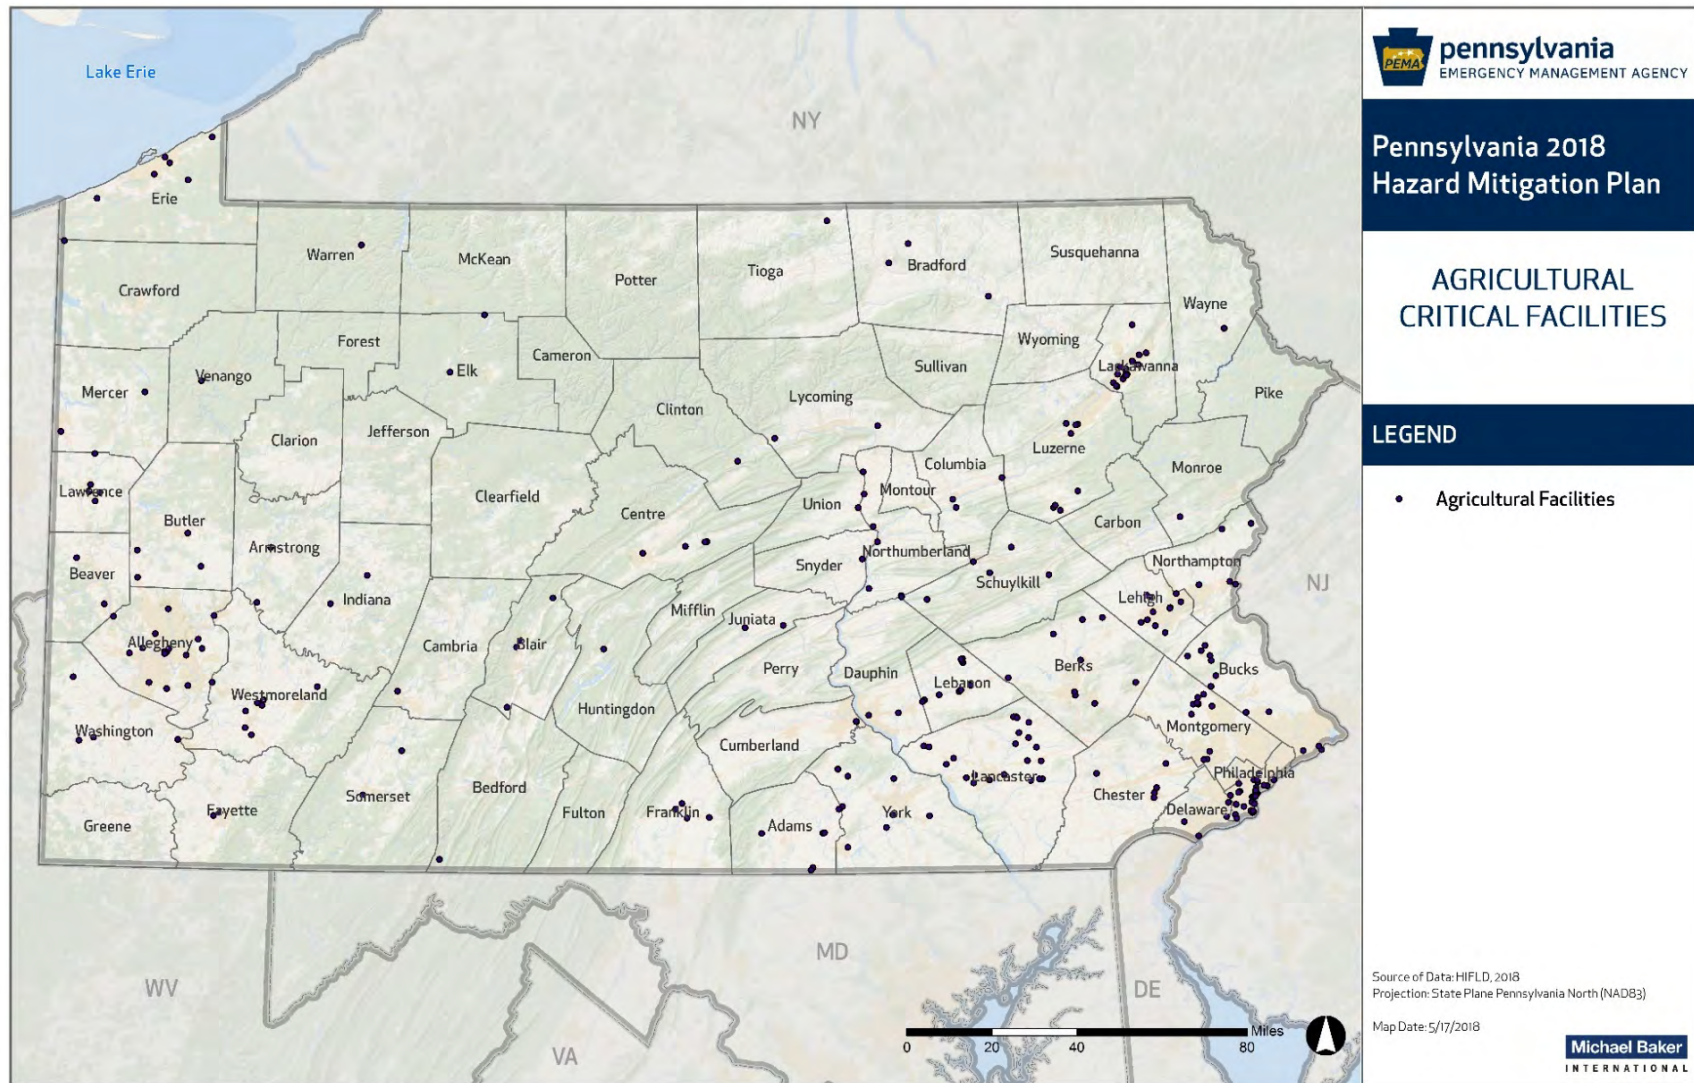 Lake Erie
NY
Erie
Warren
McKean
Potter
Tioga
Bradford
Susquehanna
Wayne
Crawford
Forest
Cameron
Elk
Sullivan
Wyoming
Lackawanna
Pike
Mercer
Venango
Clarion
Jefferson
Clinton
Lycoming
Columbia
Luzerne
Monroe
Lawrence
Butler
Clearfield
Centre
Union
Montour
Carbon
Beaver
Armstrong
Indiana
Snyder
Northumberland
Schuylkill
Northampton
NJ
Lehigh
Allegheny
Cambria
Blair
Mifflin
Juniata
Perry
Dauphin
Lebanon
Berks
Bucks
Westmoreland
Huntingdon
Washington
Cumberland
Montgomery
Greene
Fayette
Somerset
Bedford
Fulton
Franklin
Adams
York
Lancaster
Chester
Delaware
Philadelphia
WV
VA
MD
DE
Miles
0 20 40 80
PEMA
pennsylvania
EMERGENCY MANAGEMENT AGENCY
Pennsylvania 2018
Hazard Mitigation Plan
AGRICULTURAL
CRITICAL FACILITIES
LEGEND
Agricultural Facilities
Source of Data: HIFLD, 2018
Projection: State Plane Pennsylvania North (NAD83)
Map Date: 5/17/2018
Michael Baker
INTERNATIONAL